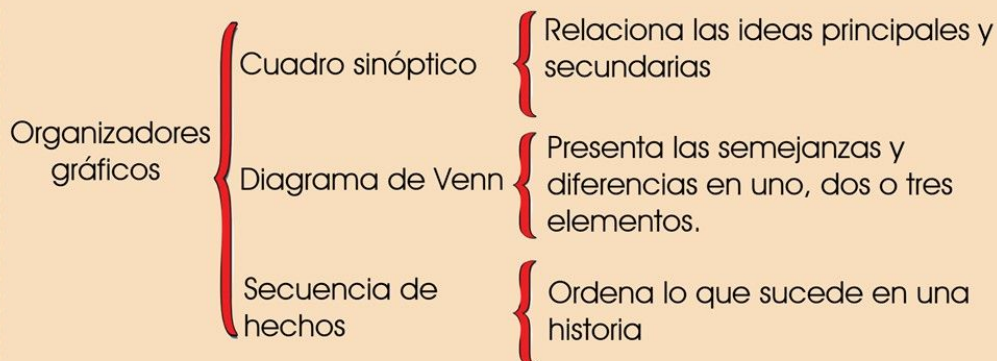 Organizadores
gráficos
Cuadro sinóptico
Relaciona las ideas principales y
secundarias
Diagrama de Venn
Presenta las semejanzas y
diferencias en uno, dos o tres
elementos.
Secuencia de
hechos
Ordena lo que sucede en una
historia